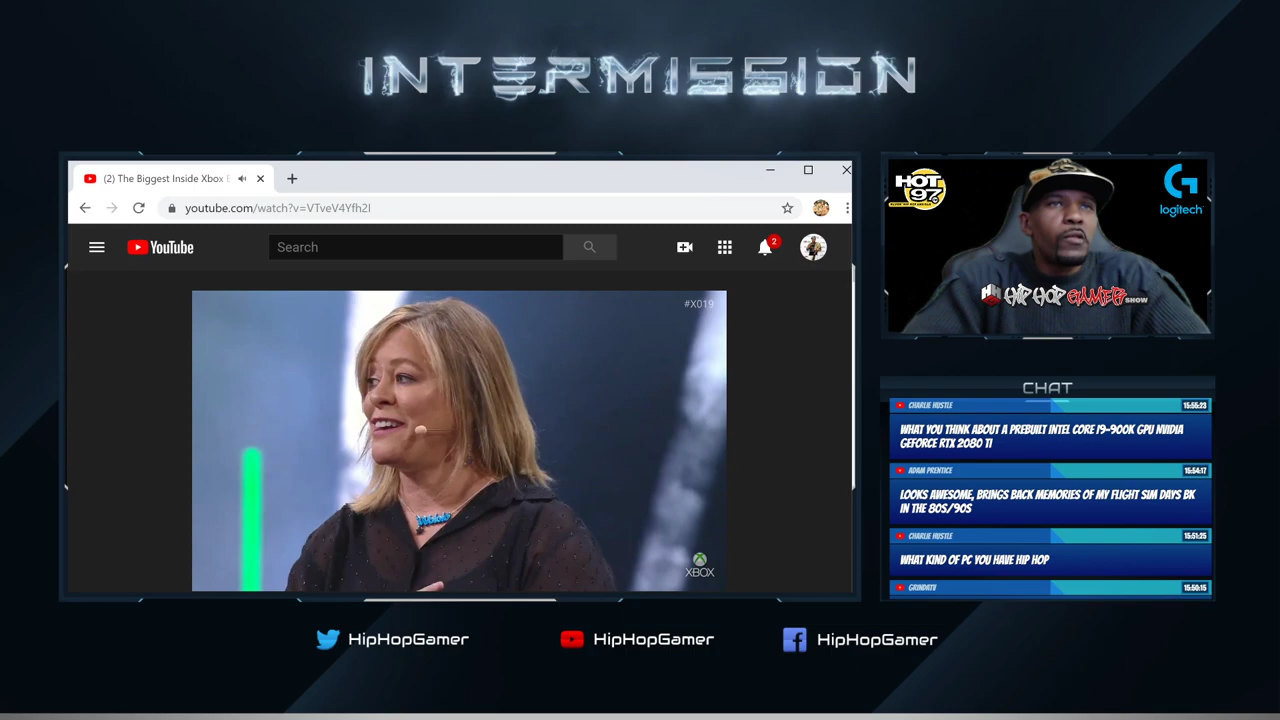 INTERMISSION
(2) The Biggest Inside Xbox E
youtube.com/watch?v=VTveV4Yfh2I
YouTube
Search
2
#XO19
XBOX
HOT
97
logitech
HIP HOP GAMER SHOW
CHAT
CHARLIE HUSTLE 15:55:23
WHAT YOU THINK ABOUT A PREBUILT INTEL CORE I9-900K GPU NVIDIA
GEFORCE RTX 2080 TI
ADAM PRENTICE 15:54:17
LOOKS AWESOME, BRINGS BACK MEMORIES OF MY FLIGHT SIM DAYS BK
IN THE 80S/90S
CHARLIE HUSTLE 15:51:25
WHAT KIND OF PC YOU HAVE HIP HOP
GRINDATV 15:50:15
HipHopGamer
HipHopGamer
HipHopGamer